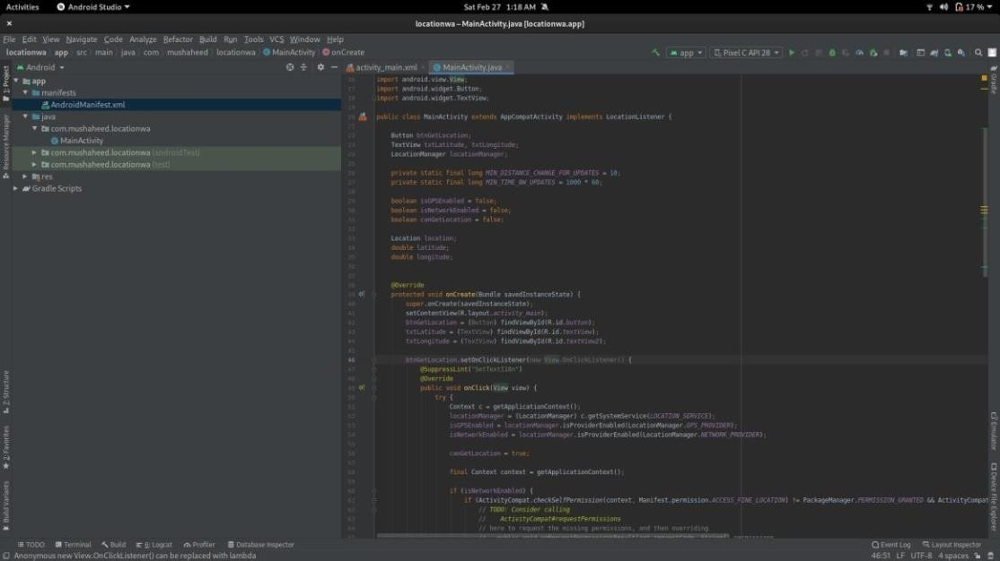 Activities Android Studio Sat Feb 27 1:18 AM 17 %
locationwa – MainActivity.java [locationwa.app]
File Edit View Navigate Code Analyze Refactor Build Run Tools VCS Window Help
locationwa app src main java com mushaheed locationwa MainActivity onCreate app Pixel C API 28
Android activity_main.xml MainActivity.java
1: Project
Resource Manager
7: Structure
2: Favorites
Build Variants
app
manifests
AndroidManifest.xml
java
com.mushaheed.locationwa
MainActivity
com.mushaheed.locationwa (androidTest)
com.mushaheed.locationwa (test)
res
Gradle Scripts
import android.view.View;
import android.widget.Button;
import android.widget.TextView;
public class MainActivity extends AppCompatActivity implements LocationListener {
Button btnGetLocation;
TextView txtLatitude, txtLongitude;
LocationManager locationManager;
private static final long MIN_DISTANCE_CHANGE_FOR_UPDATES = 10;
private static final long MIN_TIME_BW_UPDATES = 1000 * 60;
boolean isGPSEnabled = false;
boolean isNetworkEnabled = false;
boolean canGetLocation = false;
Location location;
double latitude;
double longitude;
@Override
protected void onCreate(Bundle savedInstanceState) {
super.onCreate(savedInstanceState);
setContentView(R.layout.activity_main);
btnGetLocation = (Button) findViewById(R.id.button);
txtLatitude = (TextView) findViewById(R.id.textView);
txtLongitude = (TextView) findViewById(R.id.textView2);
46 btnGetLocation.setOnClickListener(new View.OnClickListener() {
@SuppressLint("SetTextI18n")
@Override
public void onClick(View view) {
try {
Context c = getApplicationContext();
locationManager = (LocationManager) c.getSystemService(LOCATION_SERVICE);
isGPSEnabled = locationManager.isProviderEnabled(LocationManager.GPS_PROVIDER);
isNetworkEnabled = locationManager.isProviderEnabled(LocationManager.NETWORK_PROVIDER);
canGetLocation = true;
final Context context = getApplicationContext();
if (isNetworkEnabled) {
if (ActivityCompat.checkSelfPermission(context, Manifest.permission.ACCESS_FINE_LOCATION) != PackageManager.PERMISSION_GRANTED && ActivityCompat
// TODO: Consider calling
// ActivityCompat#requestPermissions
// here to request the missing permissions, and then overriding
Gradle
Emulator
Device File Explorer
TODO Terminal Build 6: Logcat Profiler Database Inspector Event Log Layout Inspector
Anonymous new View.OnClickListener() can be replaced with lambda 46:51 LF UTF-8 4 spaces